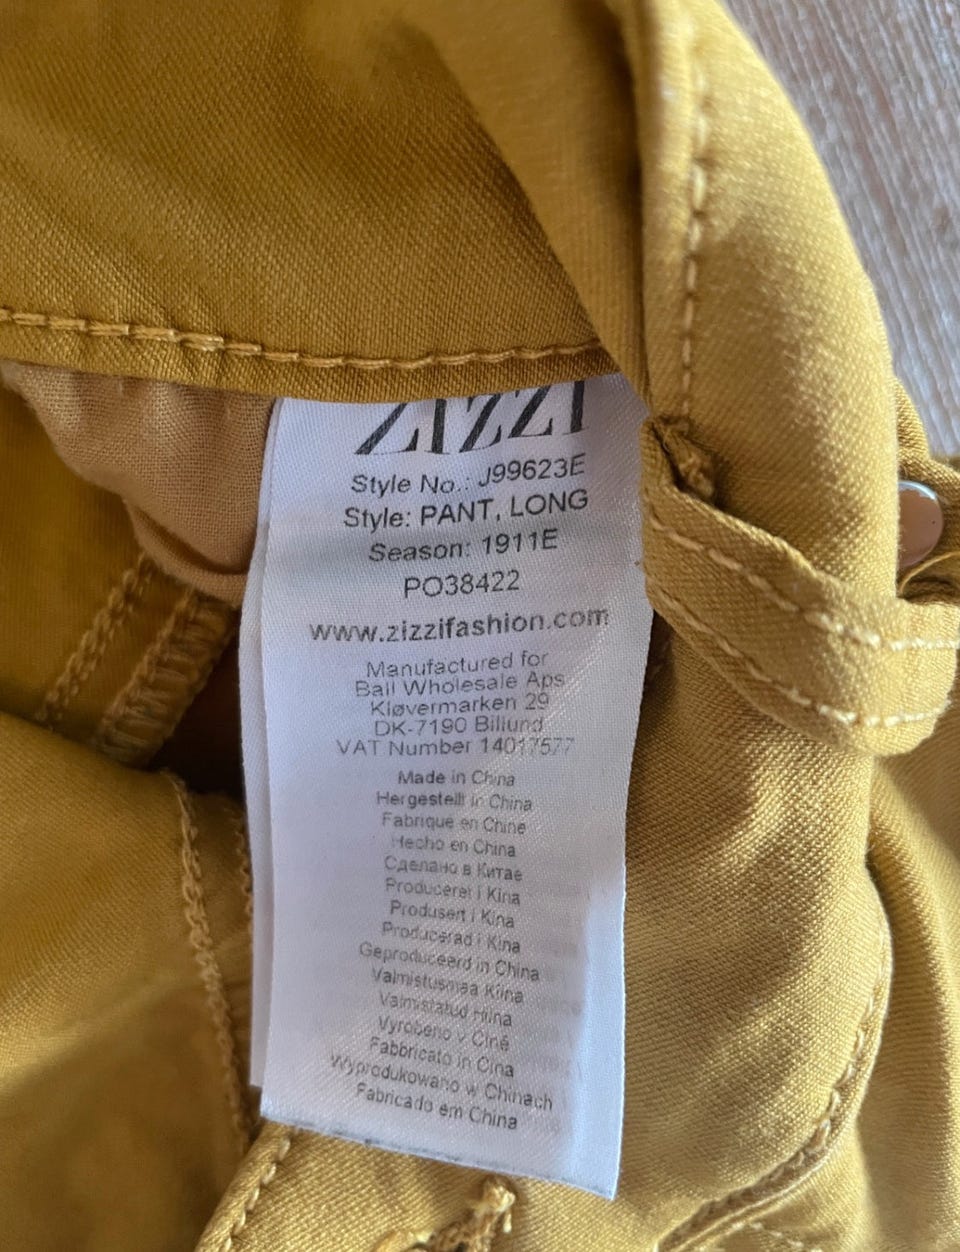 ZIZZI
Style No.: J99623E
Style: PANT, LONG
Season: 1911E
PO38422
www.zizzifashion.com
Manufactured for
Ball Wholesale Aps
Kløvermarken 29
DK-7190 Billund
VAT Number 14017577
Made in China
Hergestellt in China
Fabrique en Chine
Hecho en China
Сделано в Китае
Produceret i Kina
Produsert i Kina
Producerad i Kina
Geproduceerd in China
Valmistusmaa Kiina
Valmistatud Hiina
Vyrobeno v Číně
Fabbricato in Cina
Wyprodukowano w Chinach
Fabricado em China